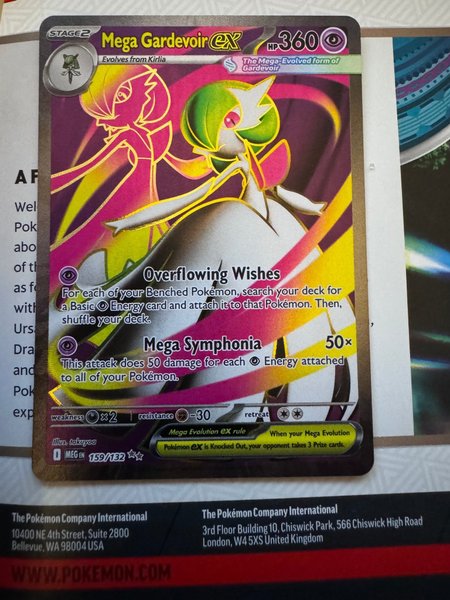 STAGE2
Mega Gardevoir ex
HP 360
Evolves from Kirlia
The Mega-Evolved form of
Gardevoir
Overflowing Wishes
For each of your Benched Pokémon, search your deck for
a Basic Energy card and attach it to that Pokémon. Then,
shuffle your deck.
Mega Symphonia 50×
This attack does 50 damage for each Energy attached
to all of your Pokémon.
weakness ×2 resistance -30 retreat
Mega Evolution ex rule
When your Mega Evolution
Pokémon ex is Knocked Out, your opponent takes 3 Prize cards.
Illus. takuyoa
MEG EN 159/132
A F
Wel
Pok
abo
of th
as fo
with
Urs
Dra
and
Pok
exp
The Pokémon Company International
10400 NE 4th Street, Suite 2800
Bellevue, WA 98004 USA
The Pokémon Company International
3rd Floor Building 10, Chiswick Park, 566 Chiswick High Road
London, W4 5XS United Kingdom
WWW.POKEMON.COM